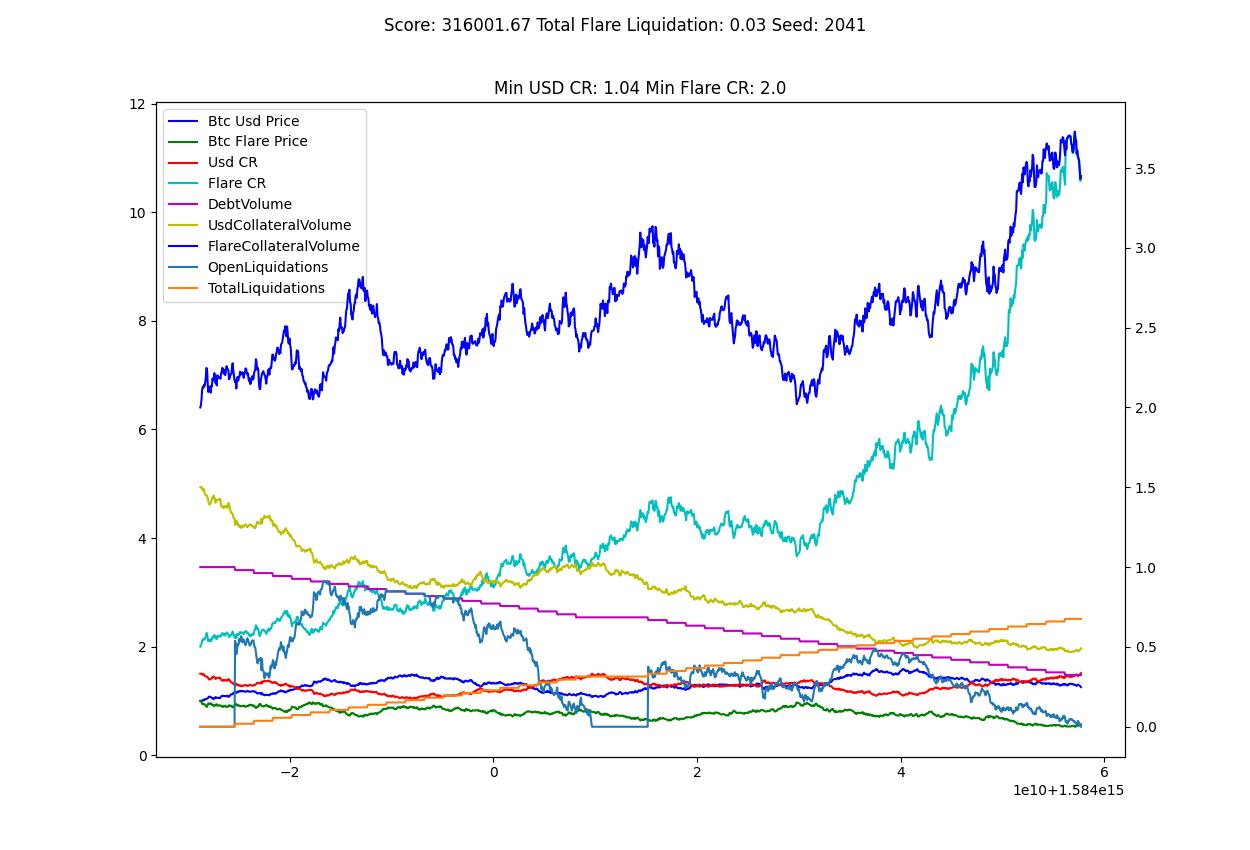 Score: 316001.67 Total Flare Liquidation: 0.03 Seed: 2041
Min USD CR: 1.04 Min Flare CR: 2.0
Btc Usd Price
Btc Flare Price
Usd CR
Flare CR
DebtVolume
UsdCollateralVolume
FlareCollateralVolume
OpenLiquidations
TotalLiquidations
12
10
8
6
4
2
0
3.5
3.0
2.5
2.0
1.5
1.0
0.5
0.0
−2 0 2 4 6
1e10+1.584e15